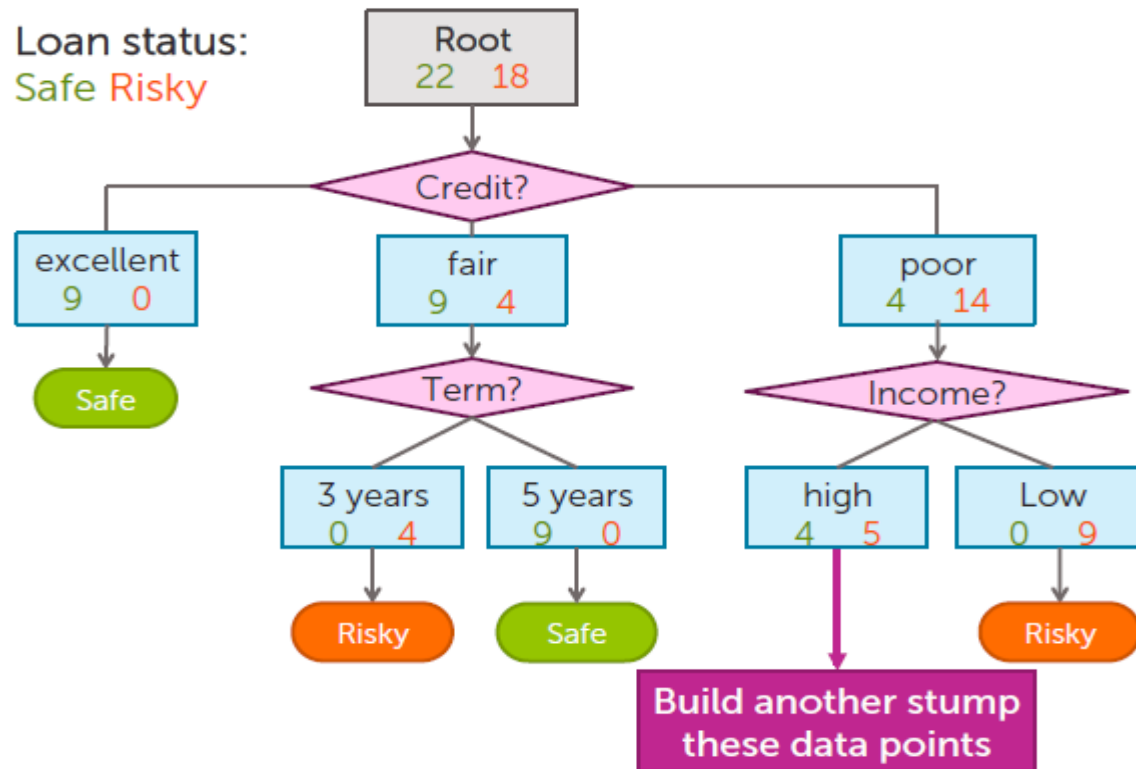 Loan status:
Safe Risky
Root
22 18
Credit?
excellent
9 0
fair
9 4
poor
4 14
Safe
Term?
Income?
3 years
0 4
5 years
9 0
high
4 5
Low
0 9
Risky
Safe
Risky
Build another stump
these data points